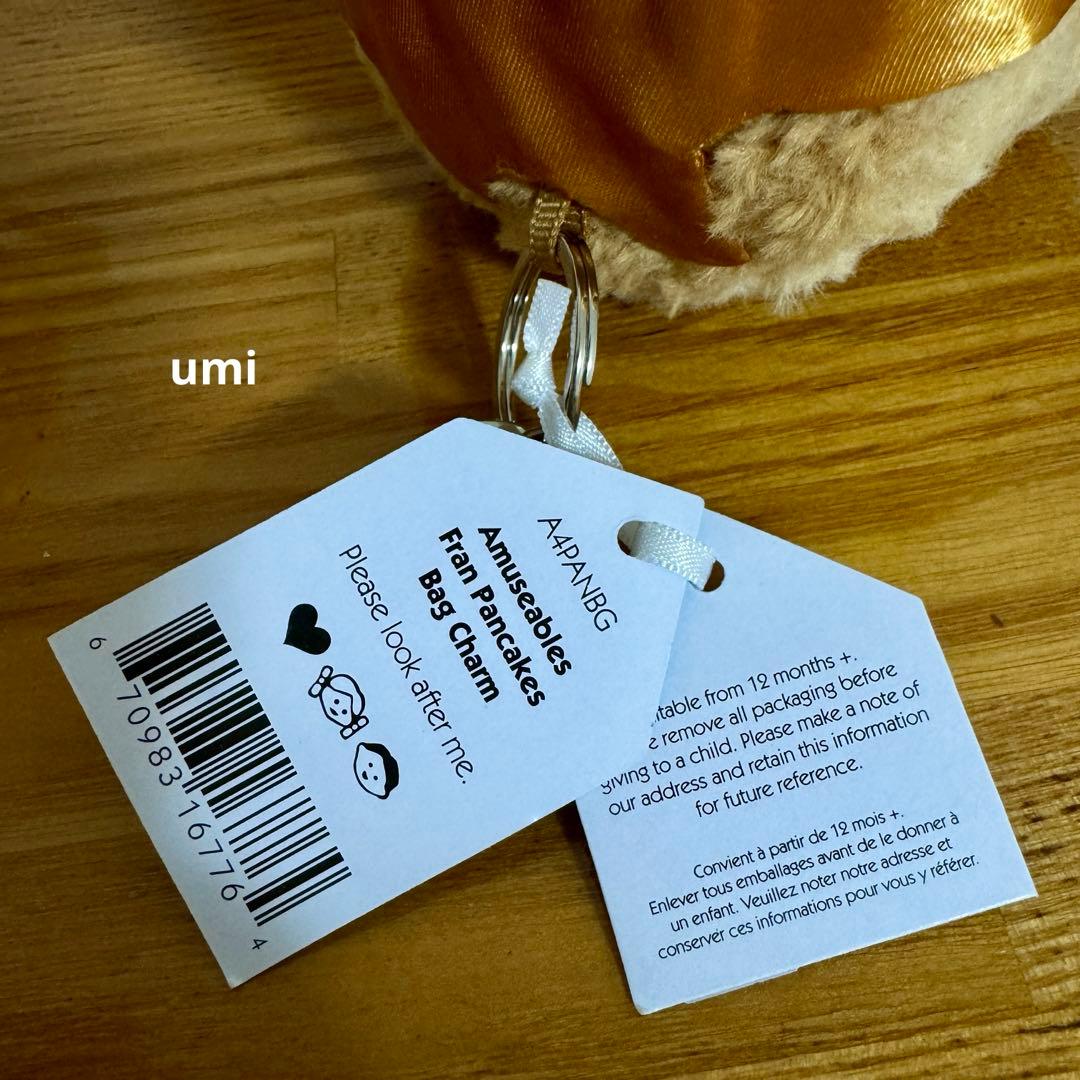 umi
A4PANBG
Amuseables
Fran Pancakes
Bag Charm
Please look after me.
6 70983 16776 4
table from 12 months +.
e remove all packaging before
giving to a child. Please make a note of
our address and retain this information
for future reference.
Convient à partir de 12 mois +.
Enlever tous emballages avant de le donner à
un enfant. Veuillez noter notre adresse et
conserver ces informations pour vous y référer.